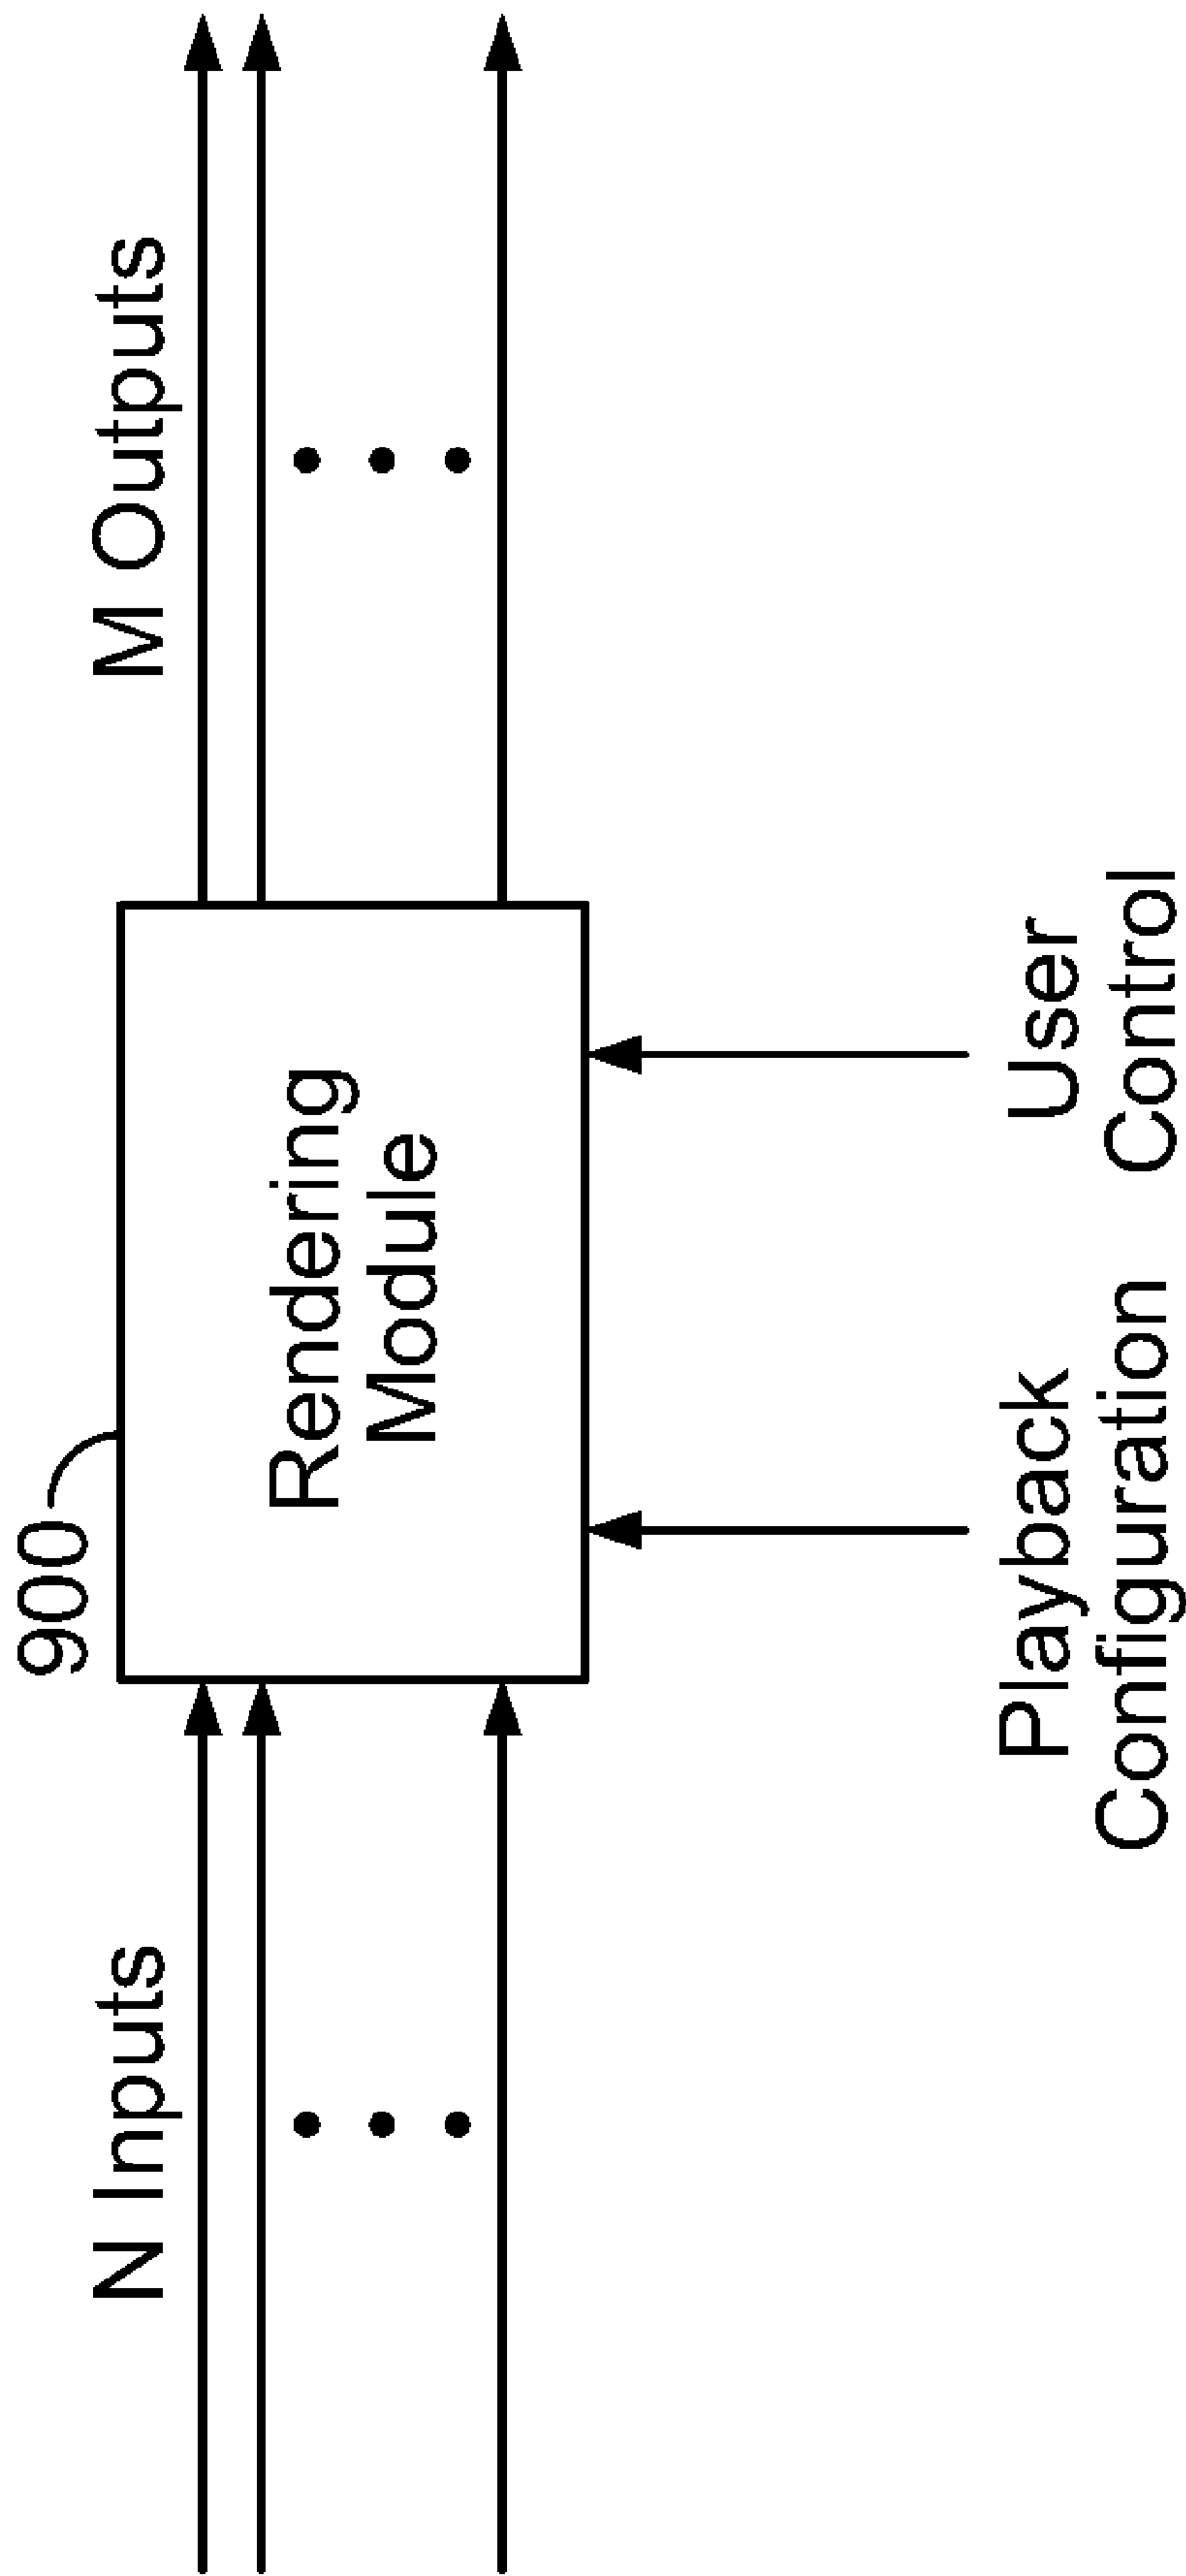 900
N Inputs
Rendering
Module
M Outputs
Playback
Configuration
User
Control